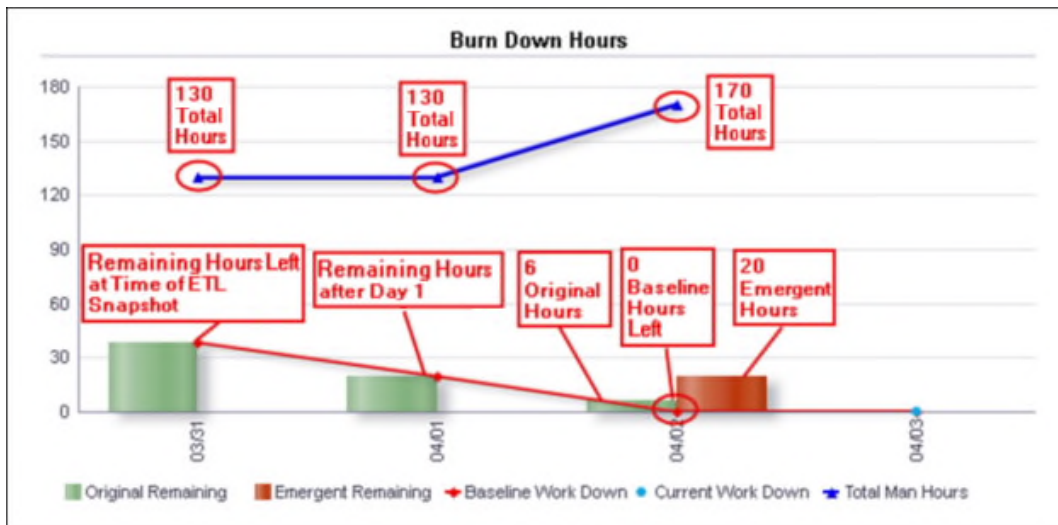 Burn Down Hours
180
150
120
90
60
30
0
130
Total
Hours
130
Total
Hours
170
Total
Hours
Remaining Hours Left
at Time of ETL
Snapshot
Remaining Hours
after Day 1
6
Original
Hours
0
Baseline
Hours
Left
20
Emergent
Hours
03/31
04/01
04/02
04/03
Original Remaining
Emergent Remaining
Baseline Work Down
Current Work Down
Total Man Hours